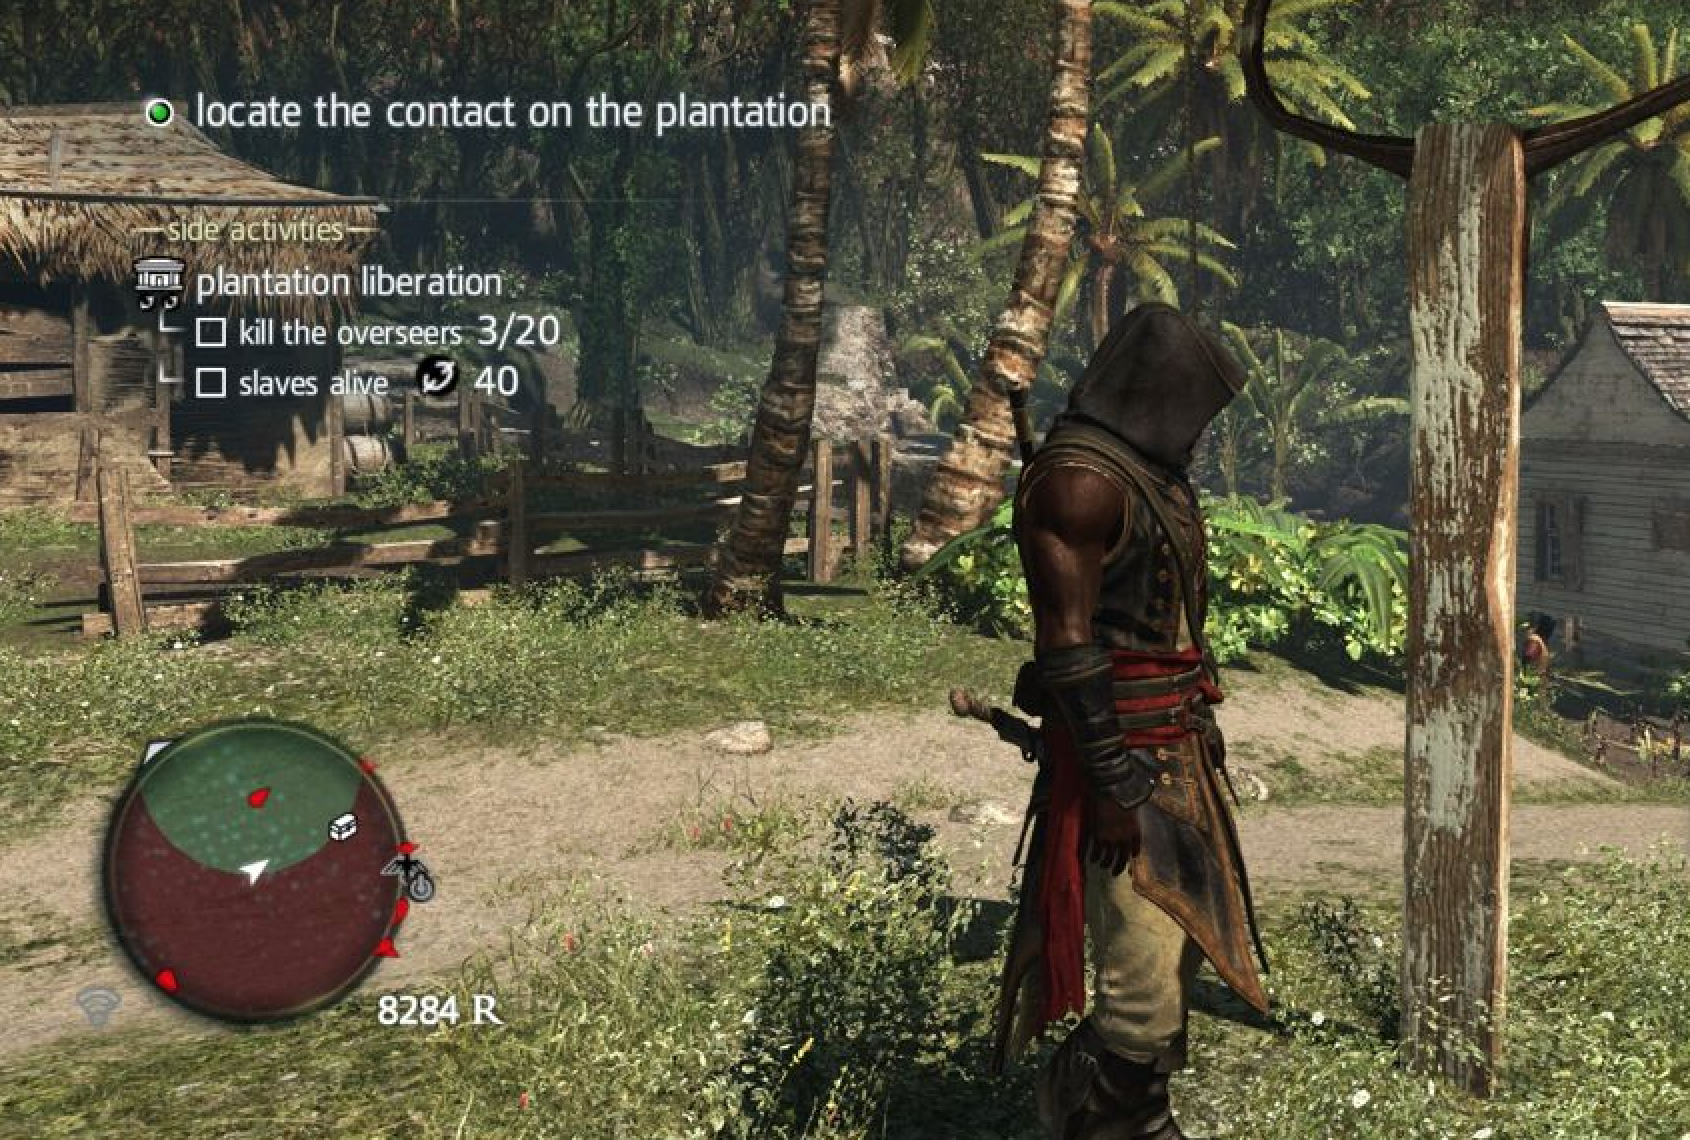 locate the contact on the plantation
side activities
plantation liberation
kill the overseers 3/20
slaves alive 40
8284 R